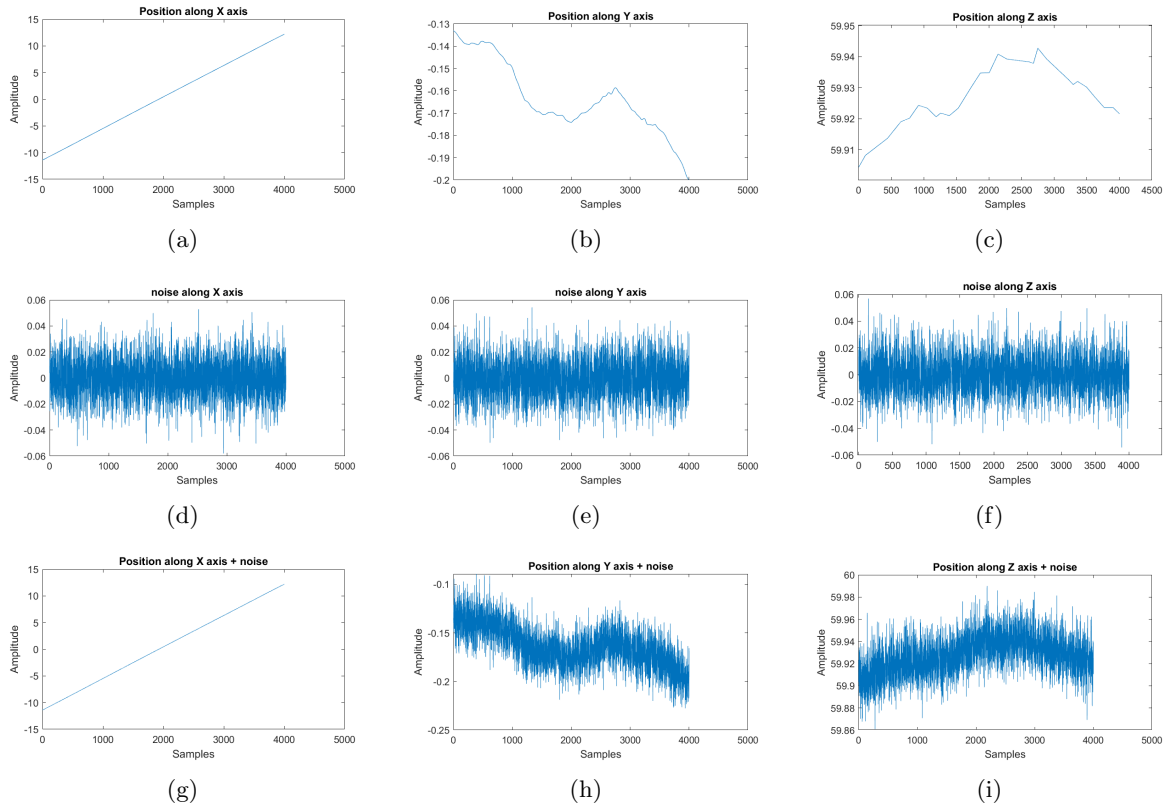 Position along X axis
15
10
5
0
-5
-10
-15
Amplitude
0 1000 2000 3000 4000 5000
Samples
(a)
Position along Y axis
-0.13
-0.14
-0.15
-0.16
-0.17
-0.18
-0.19
-0.2
Amplitude
0 1000 2000 3000 4000 5000
Samples
(b)
Position along Z axis
59.95
59.94
59.93
59.92
59.91
Amplitude
0 500 1000 1500 2000 2500 3000 3500 4000 4500
Samples
(c)
noise along X axis
0.06
0.04
0.02
0
-0.02
-0.04
-0.06
Amplitude
0 1000 2000 3000 4000 5000
Samples
(d)
noise along Y axis
0.06
0.04
0.02
0
-0.02
-0.04
-0.06
Amplitude
0 1000 2000 3000 4000 5000
Samples
(e)
noise along Z axis
0.06
0.04
0.02
0
-0.02
-0.04
-0.06
Amplitude
0 500 1000 1500 2000 2500 3000 3500 4000
Samples
(f)
Position along X axis + noise
15
10
5
0
-5
-10
-15
Amplitude
0 1000 2000 3000 4000 5000
Samples
(g)
Position along Y axis + noise
-0.1
-0.15
-0.2
-0.25
Amplitude
0 1000 2000 3000 4000 5000
Samples
(h)
Position along Z axis + noise
60
59.98
59.96
59.94
59.92
59.9
59.88
59.86
Amplitude
0 1000 2000 3000 4000 5000
Samples
(i)